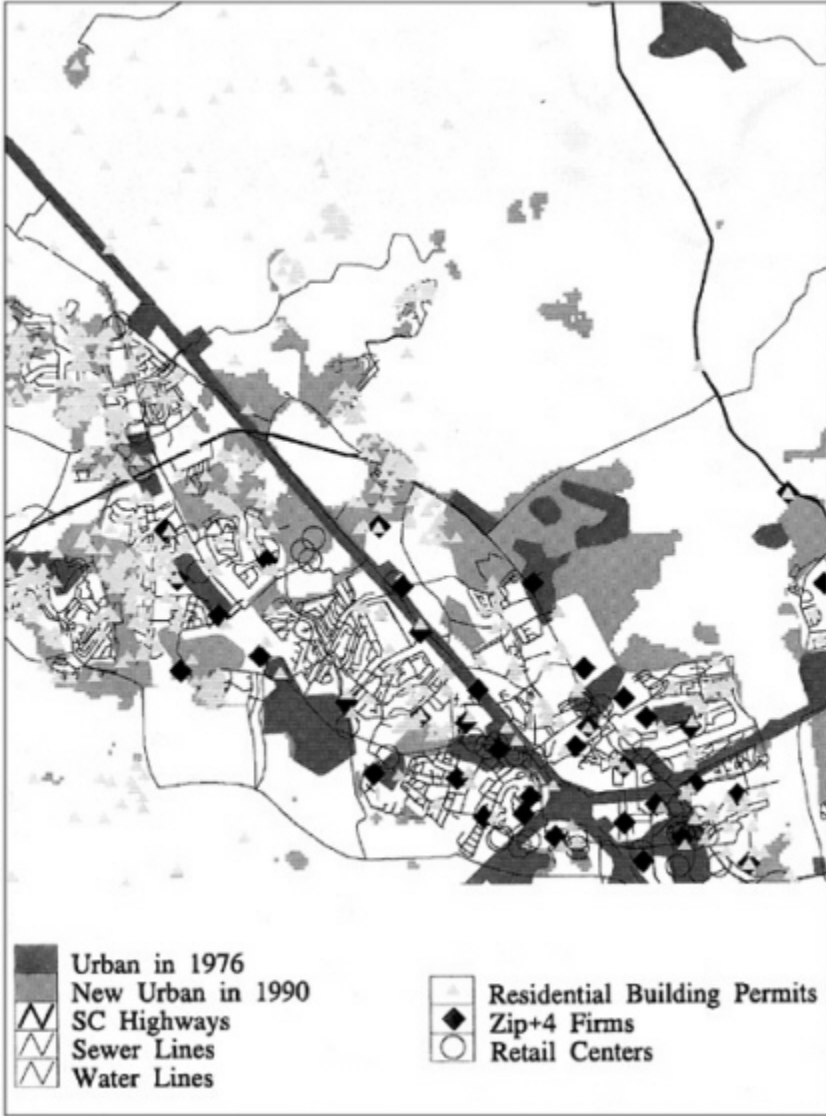 Urban in 1976
New Urban in 1990
SC Highways
Sewer Lines
Water Lines
Residential Building Permits
Zip+4 Firms
Retail Centers